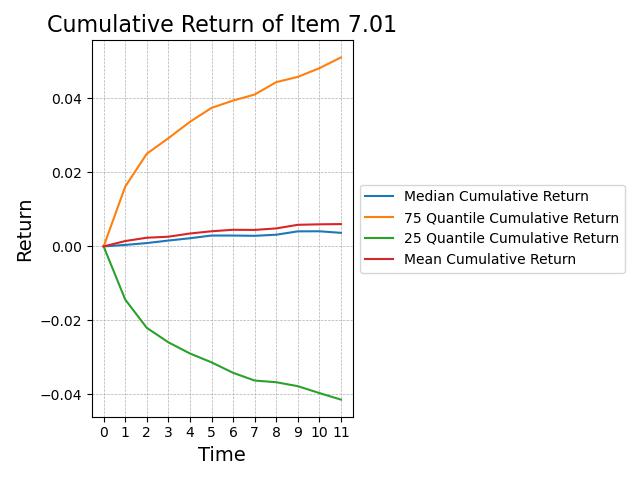 Cumulative Return of Item 7.01
Return
0.04
0.02
0.00
−0.02
−0.04
0 1 2 3 4 5 6 7 8 9 10 11
Time
Median Cumulative Return
75 Quantile Cumulative Return
25 Quantile Cumulative Return
Mean Cumulative Return